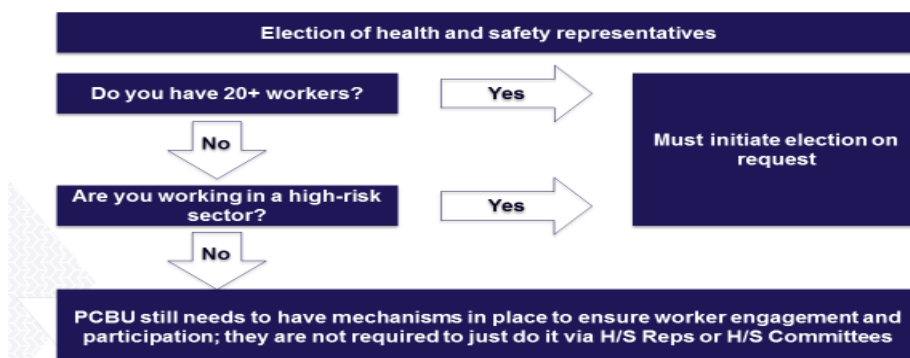 Election of health and safety representatives
Do you have 20+ workers?
Yes
No
Must initiate election on
request
Are you working in a high-risk
sector?
Yes
No
PCBU still needs to have mechanisms in place to ensure worker engagement and
participation; they are not required to just do it via H/S Reps or H/S Committees